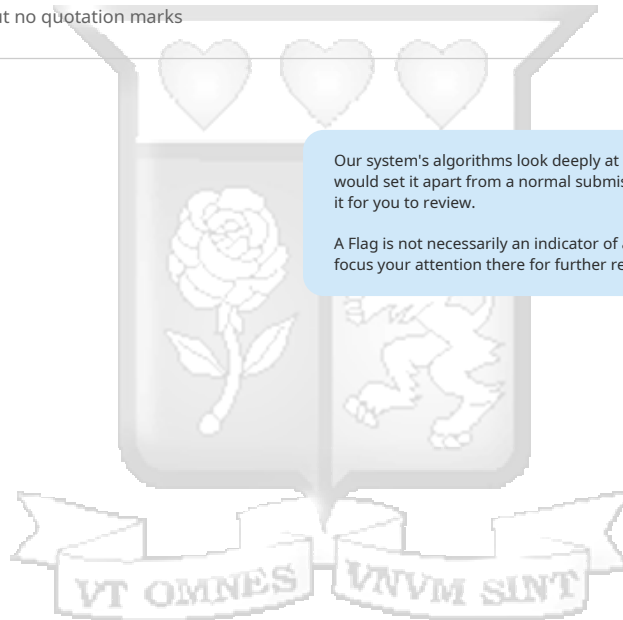 ut no quotation marks
Our system's algorithms look deeply at
would set it apart from a normal submis
it for you to review.
A Flag is not necessarily an indicator of a
focus your attention there for further re
VT OMNES VNVM SINT